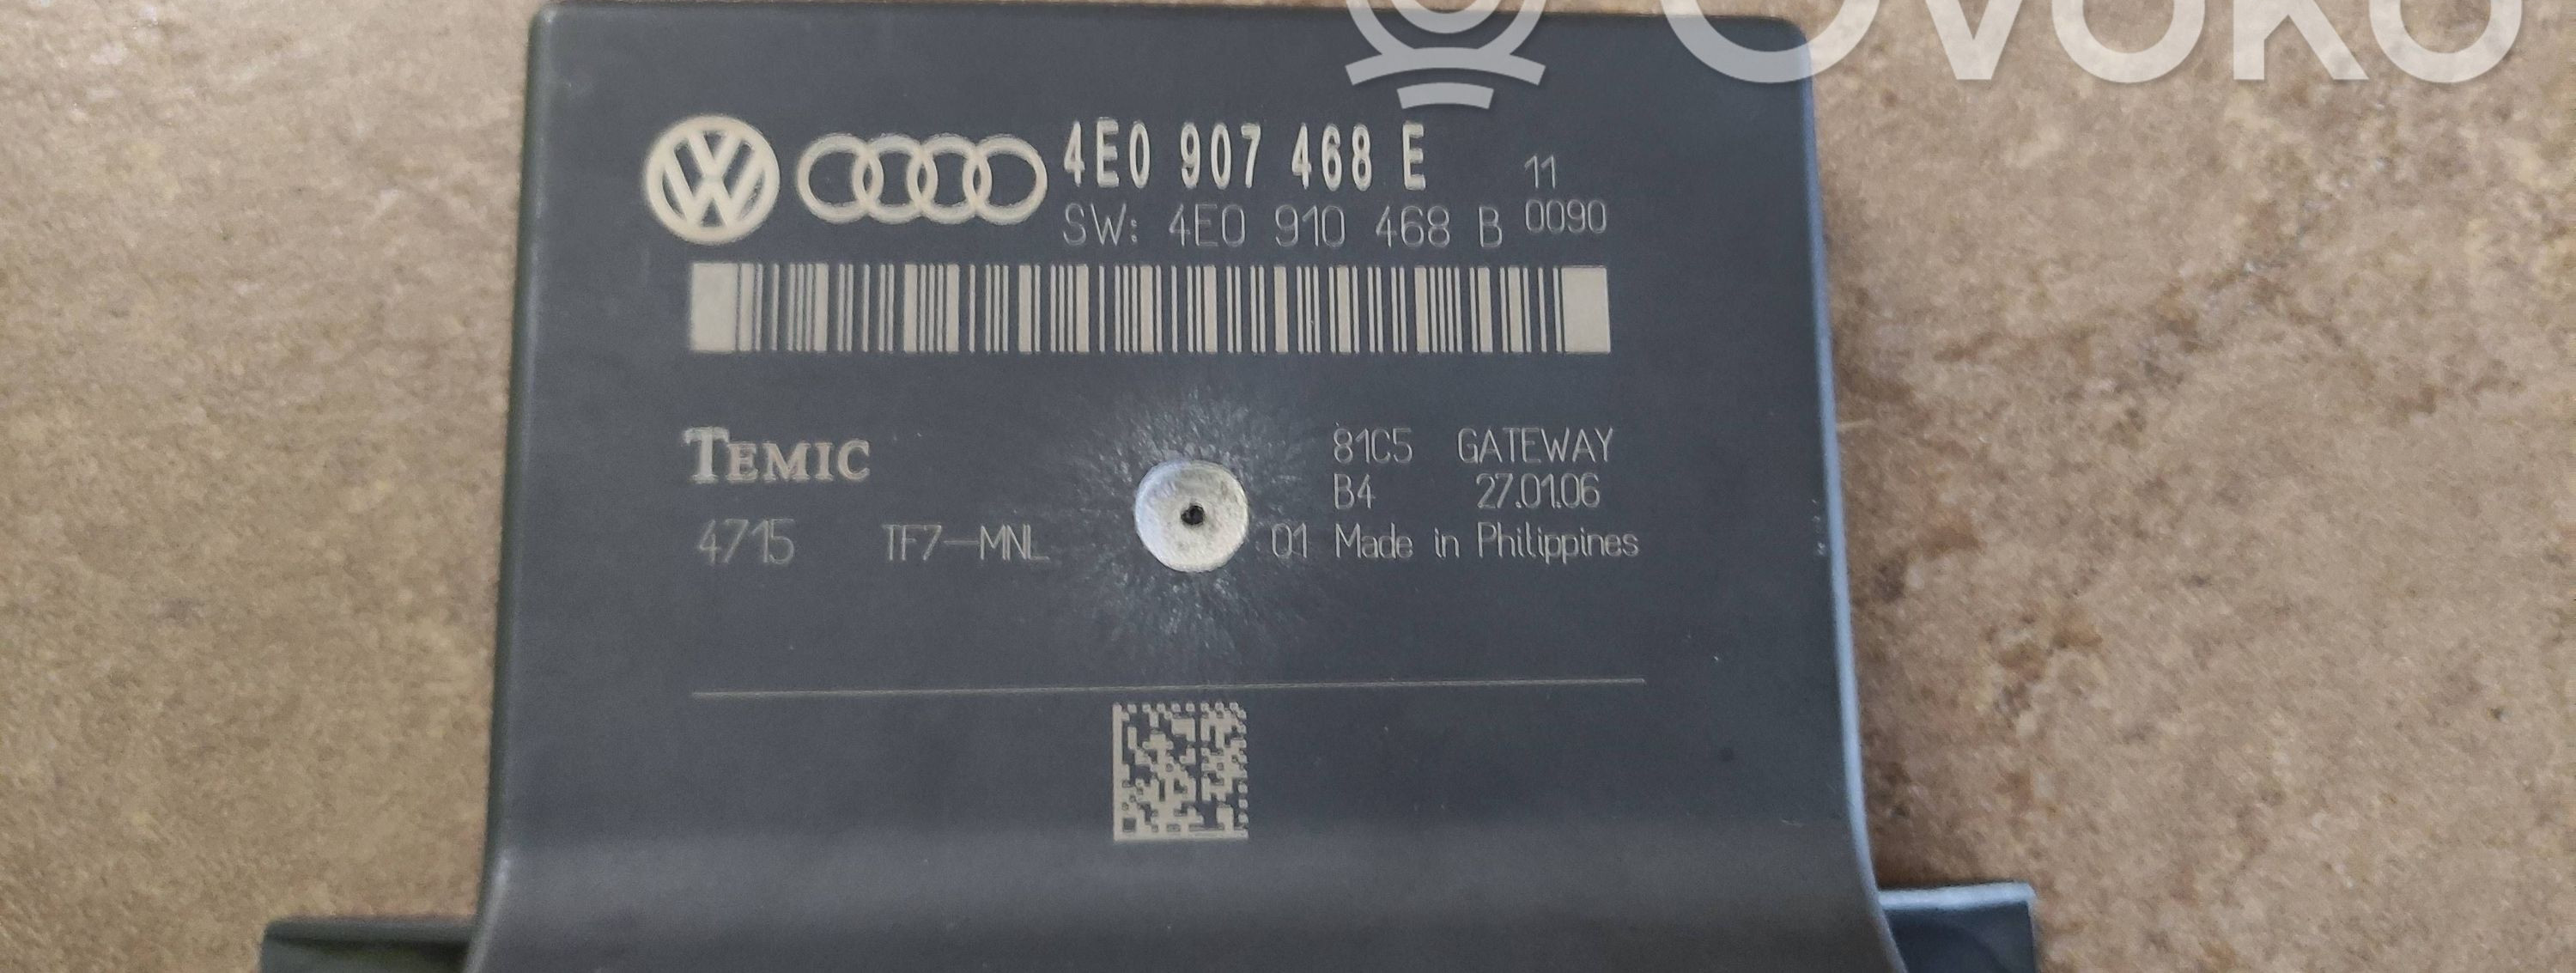 OVOKO
4E0 907 468 E 11
SW: 4E0 910 468 B 0090
TEMIC
81C5 GATEWAY
B4 27.01.06
4715 TF7-MNL 01 Made in Philippines